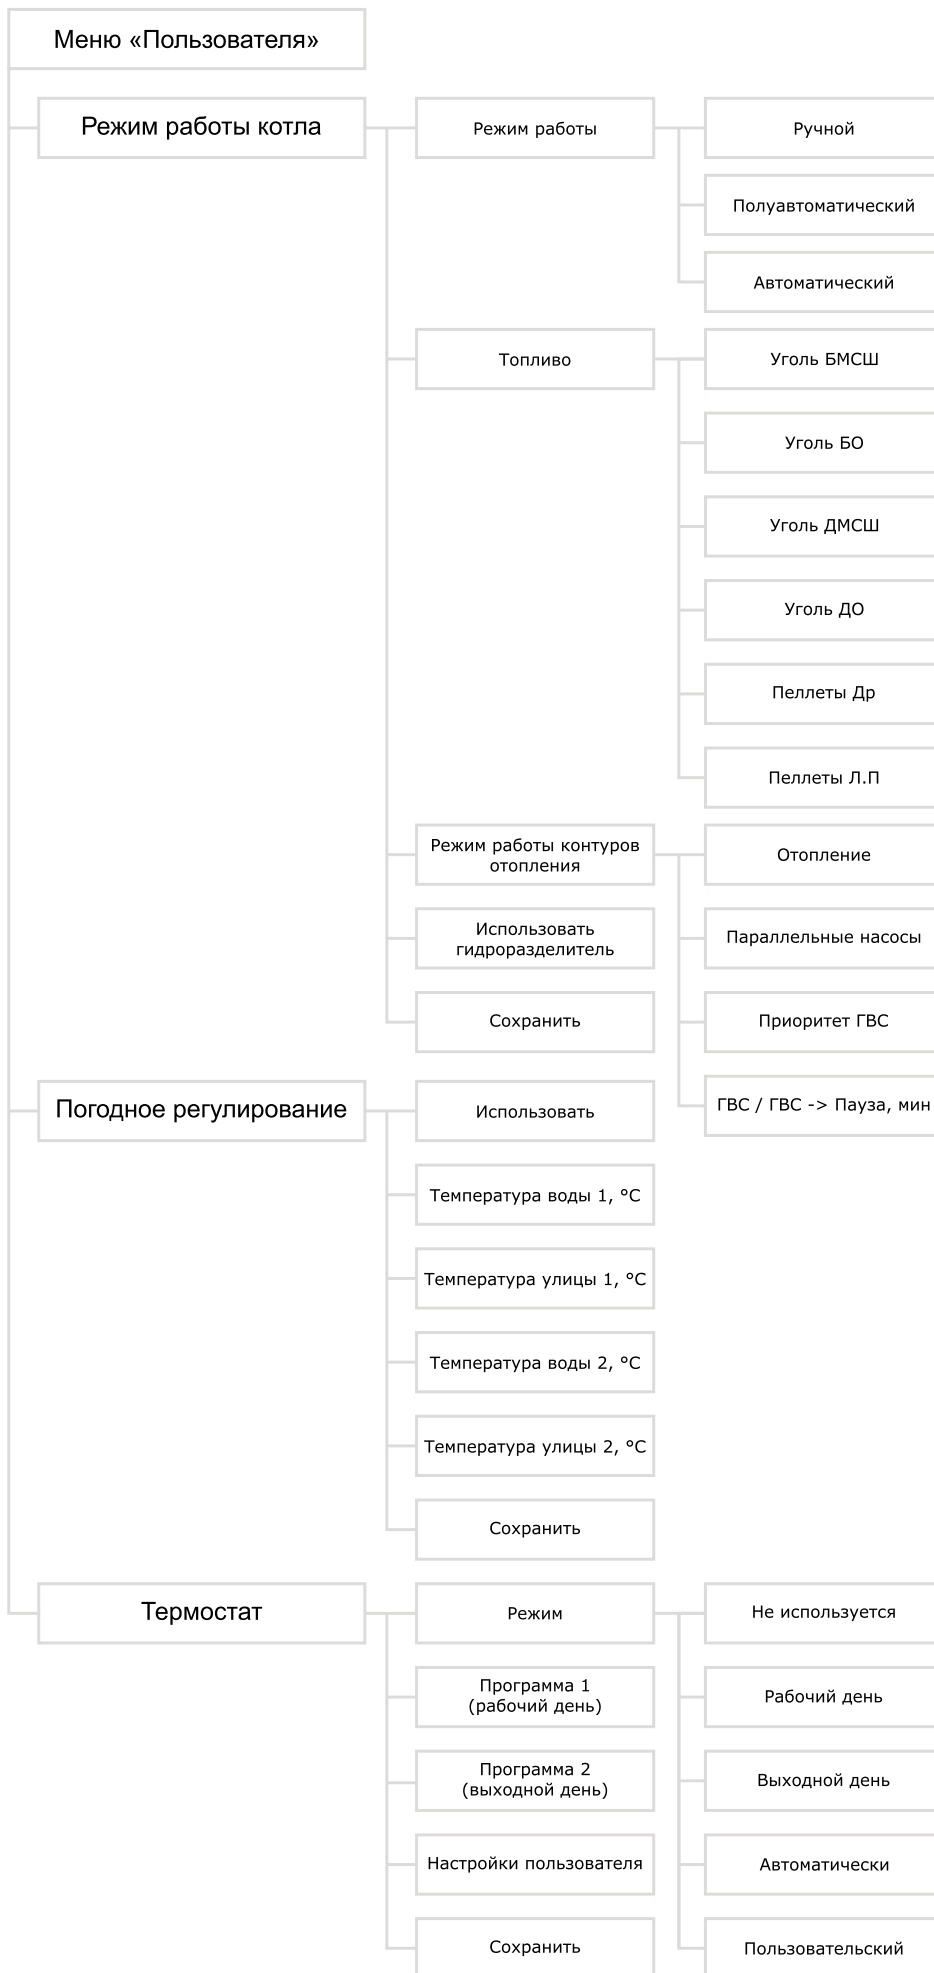 Меню «Пользователя»
Режим работы котла
Режим работы
Ручной
Полуавтоматический
Автоматический
Топливо
Уголь БМСШ
Уголь БО
Уголь ДМСШ
Уголь ДО
Пеллеты Др
Пеллеты Л.П
Режим работы контуров
отопления
Отопление
Параллельные насосы
Приоритет ГВС
ГВС / ГВС -> Пауза, мин
Использовать
гидроразделитель
Сохранить
Погодное регулирование
Использовать
Температура воды 1, °C
Температура улицы 1, °C
Температура воды 2, °C
Температура улицы 2, °C
Сохранить
Термостат
Режим
Не используется
Рабочий день
Выходной день
Автоматически
Пользовательский
Программа 1
(рабочий день)
Программа 2
(выходной день)
Настройки пользователя
Сохранить